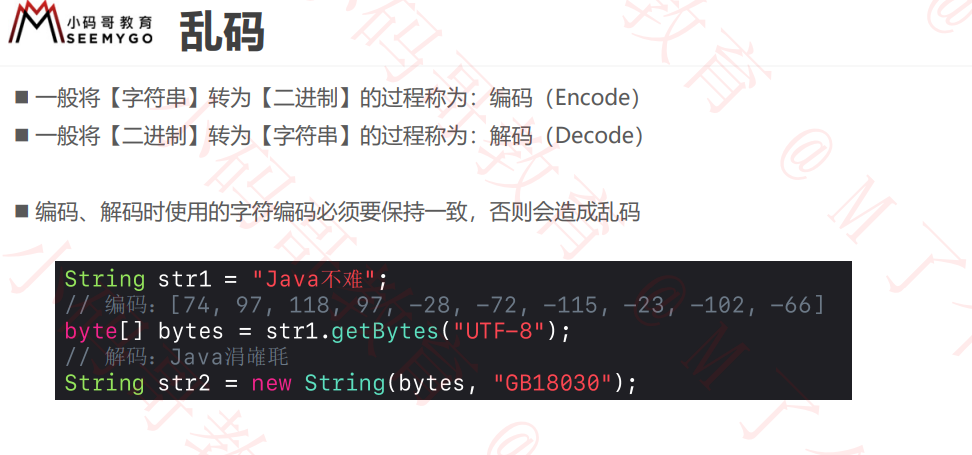 小码哥教育
SEEMYGO
乱码
■ 一般将【字符串】转为【二进制】的过程称为：编码（Encode）
■ 一般将【二进制】转为【字符串】的过程称为：解码（Decode）
■ 编码、解码时使用的字符编码必须要保持一致，否则会造成乱码
String str1 = "Java不难";
// 编码：[74, 97, 118, 97, -28, -72, -115, -23, -102, -66]
byte[] bytes = str1.getBytes("UTF-8");
// 解码：Java涓嶉毦
String str2 = new String(bytes, "GB18030");